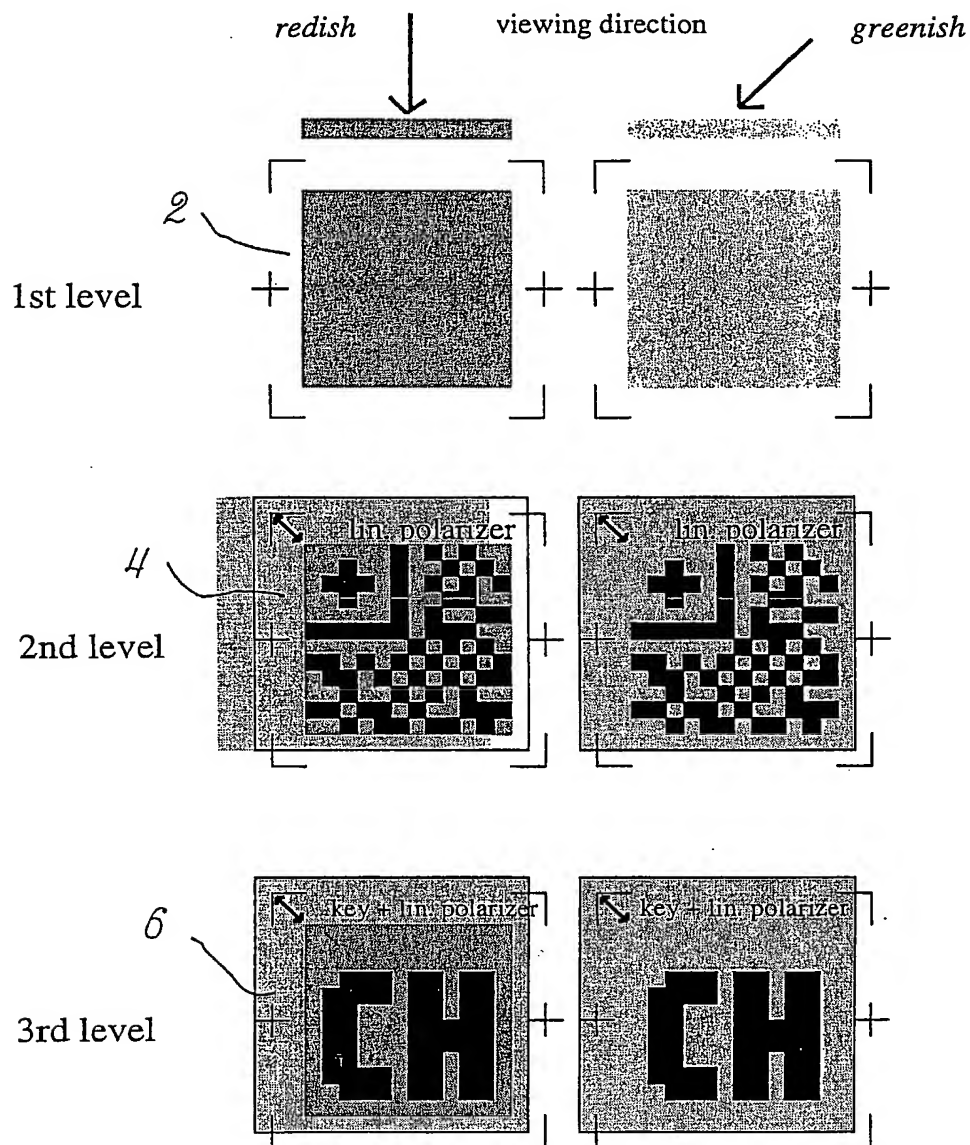 redish viewing direction greenish
2
1st level
lin. polarizer lin. polarizer
4
2nd level
key + lin. polarizer key + lin. polarizer
6
3rd level
CH CH